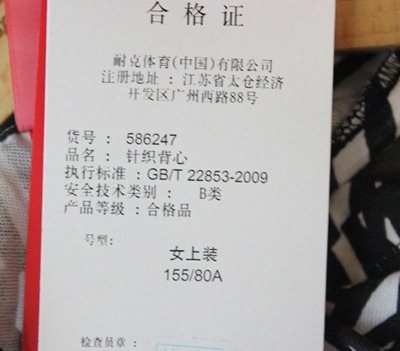 合格证
耐克体育(中国)有限公司
注册地址：江苏省太仓经济
开发区广州西路88号
货号：586247
品名：针织背心
执行标准：GB/T 22853-2009
安全技术类别：B类
产品等级：合格品
号型：
女上装
155/80A
检查员章：